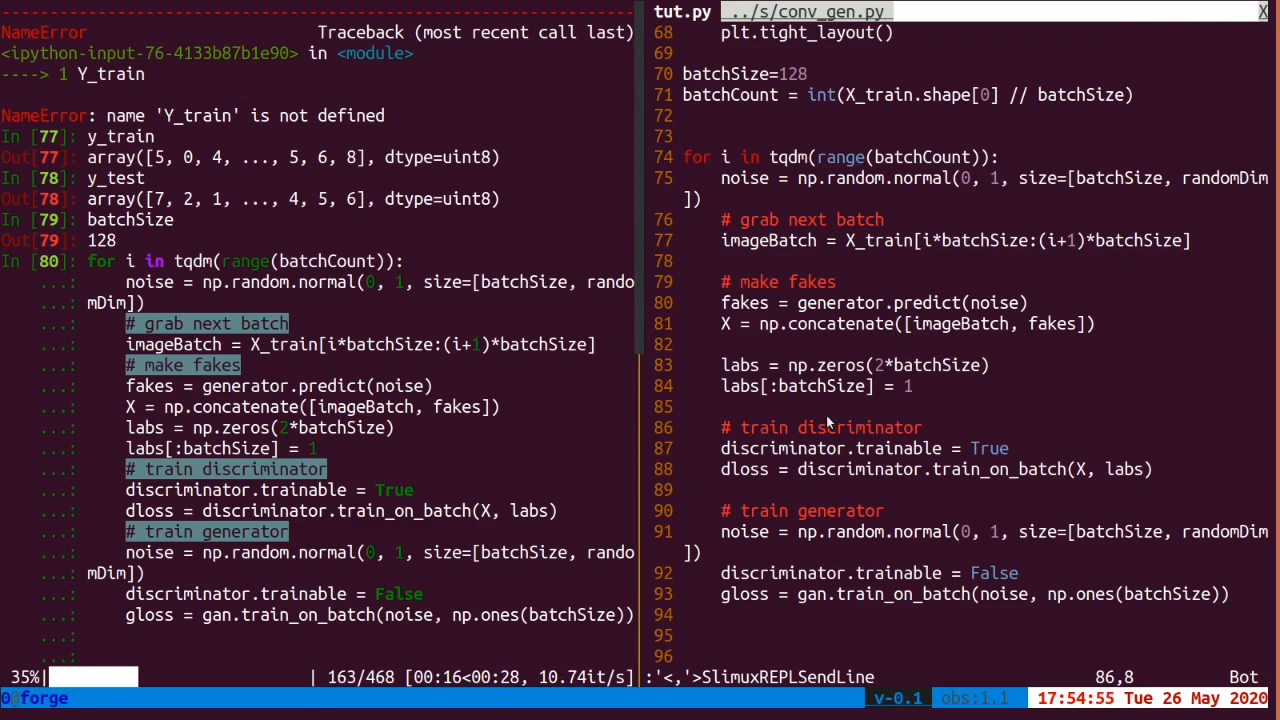 NameError Traceback (most recent call last)
<ipython-input-76-4133b87b1e90> in <module>
----> 1 Y_train
NameError: name 'Y_train' is not defined
In [77]: y_train
Out[77]: array([5, 0, 4, ..., 5, 6, 8], dtype=uint8)
In [78]: y_test
Out[78]: array([7, 2, 1, ..., 4, 5, 6], dtype=uint8)
In [79]: batchSize
Out[79]: 128
In [80]: for i in tqdm(range(batchCount)):
...: noise = np.random.normal(0, 1, size=[batchSize, rando
...: mDim])
...: # grab next batch
...: imageBatch = X_train[i*batchSize:(i+1)*batchSize]
...: # make fakes
...: fakes = generator.predict(noise)
...: X = np.concatenate([imageBatch, fakes])
...: labs = np.zeros(2*batchSize)
...: labs[:batchSize] = 1
...: # train discriminator
...: discriminator.trainable = True
...: dloss = discriminator.train_on_batch(X, labs)
...: # train generator
...: noise = np.random.normal(0, 1, size=[batchSize, rando
...: mDim])
...: discriminator.trainable = False
...: gloss = gan.train_on_batch(noise, np.ones(batchSize))
...:
...:
35%| | 163/468 [00:16<00:28, 10.74it/s]
tut.py ../s/conv_gen.py X
68 plt.tight_layout()
69
70 batchSize=128
71 batchCount = int(X_train.shape[0] // batchSize)
72
73
74 for i in tqdm(range(batchCount)):
75 noise = np.random.normal(0, 1, size=[batchSize, randomDim
])
76 # grab next batch
77 imageBatch = X_train[i*batchSize:(i+1)*batchSize]
78
79 # make fakes
80 fakes = generator.predict(noise)
81 X = np.concatenate([imageBatch, fakes])
82
83 labs = np.zeros(2*batchSize)
84 labs[:batchSize] = 1
85
86 # train discriminator
87 discriminator.trainable = True
88 dloss = discriminator.train_on_batch(X, labs)
89
90 # train generator
91 noise = np.random.normal(0, 1, size=[batchSize, randomDim
])
92 discriminator.trainable = False
93 gloss = gan.train_on_batch(noise, np.ones(batchSize))
94
95
96
:'<,'>SlimuxREPLSendLine 86,8 Bot
0@forge v-0.1 obs:1.1 17:54:55 Tue 26 May 2020